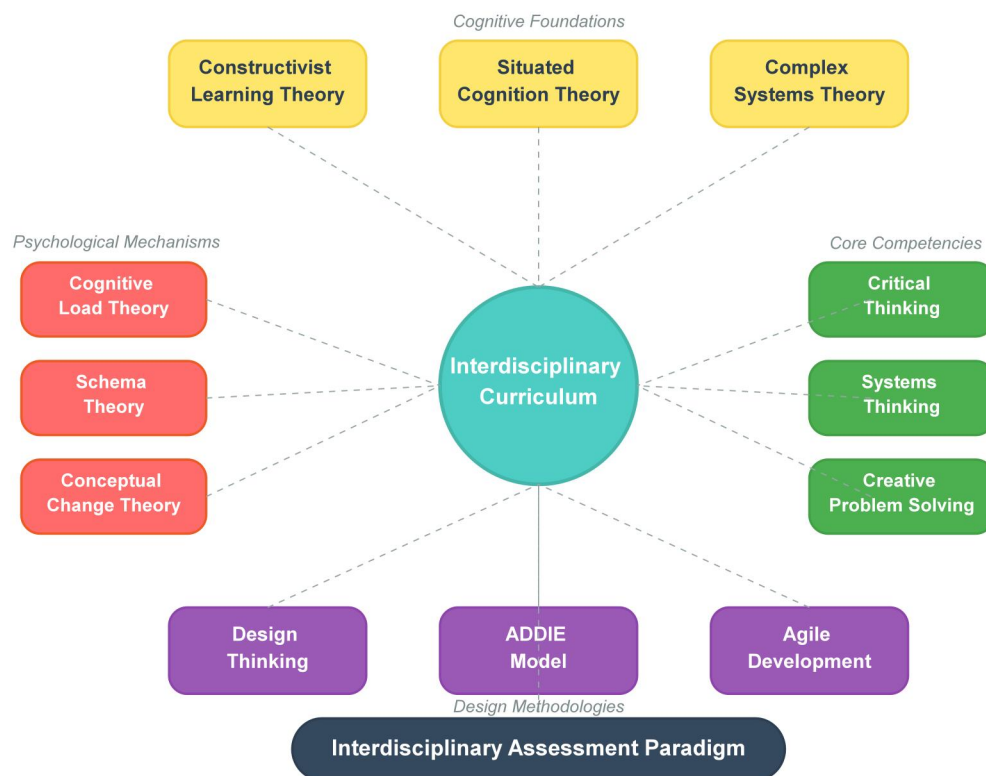 Cognitive Foundations
Constructivist
Learning Theory
Situated
Cognition Theory
Complex
Systems Theory
Psychological Mechanisms
Cognitive
Load Theory
Schema
Theory
Conceptual
Change Theory
Interdisciplinary
Curriculum
Core Competencies
Critical
Thinking
Systems
Thinking
Creative
Problem Solving
Design
Thinking
ADDIE
Model
Agile
Development
Design Methodologies
Interdisciplinary Assessment Paradigm